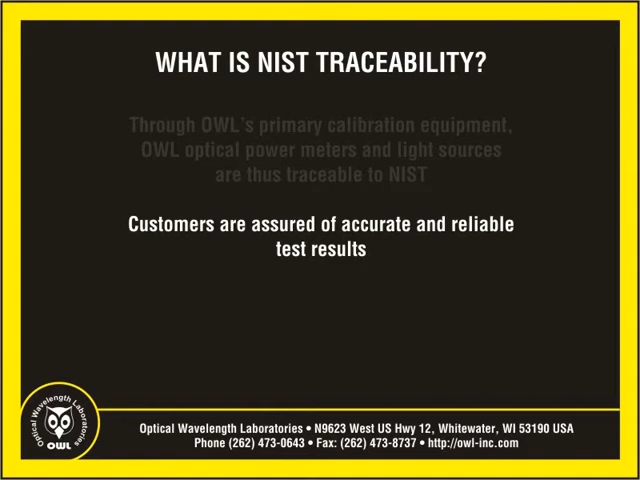 WHAT IS NIST TRACEABILITY?
Through OWL's primary calibration equipment,
OWL optical power meters and light sources
are thus traceable to NIST
Customers are assured of accurate and reliable
test results
Optical Wavelength Laboratories
OWL
Optical Wavelength Laboratories • N9623 West US Hwy 12, Whitewater, WI 53190 USA
Phone (262) 473-0643 • Fax: (262) 473-8737 • http://owl-inc.com